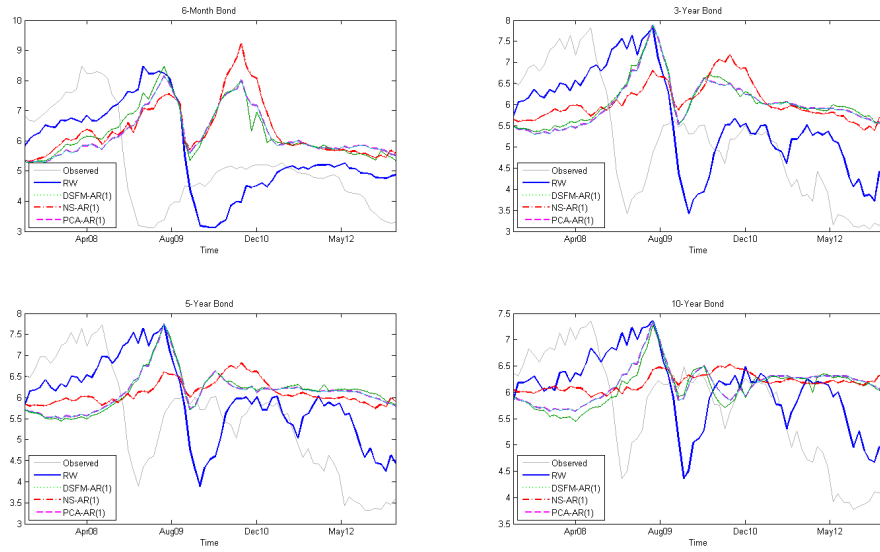 6-Month Bond
10
9
8
7
6
5
4
3
Observed
RW
DSFM-AR(1)
NS-AR(1)
PCA-AR(1)
Apr08 Aug09 Dec10 May12
Time
3-Year Bond
8
7.5
7
6.5
6
5.5
5
4.5
4
3.5
3
Observed
RW
DSFM-AR(1)
NS-AR(1)
PCA-AR(1)
Apr08 Aug09 Dec10 May12
Time
5-Year Bond
8
7.5
7
6.5
6
5.5
5
4.5
4
3.5
3
Observed
RW
DSFM-AR(1)
NS-AR(1)
PCA-AR(1)
Apr08 Aug09 Dec10 May12
Time
10-Year Bond
7.5
7
6.5
6
5.5
5
4.5
4
3.5
Observed
RW
DSFM-AR(1)
NS-AR(1)
PCA-AR(1)
Apr08 Aug09 Dec10 May12
Time